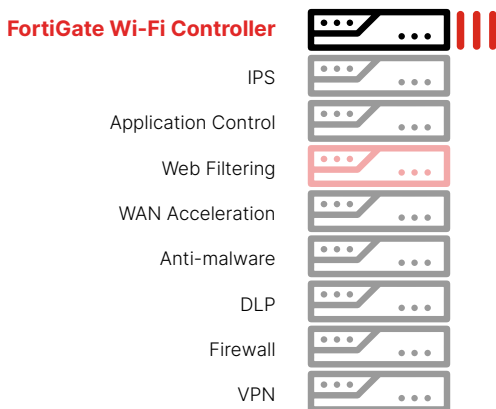 FortiGate Wi-Fi Controller
IPS
Application Control
Web Filtering
WAN Acceleration
Anti-malware
DLP
Firewall
VPN